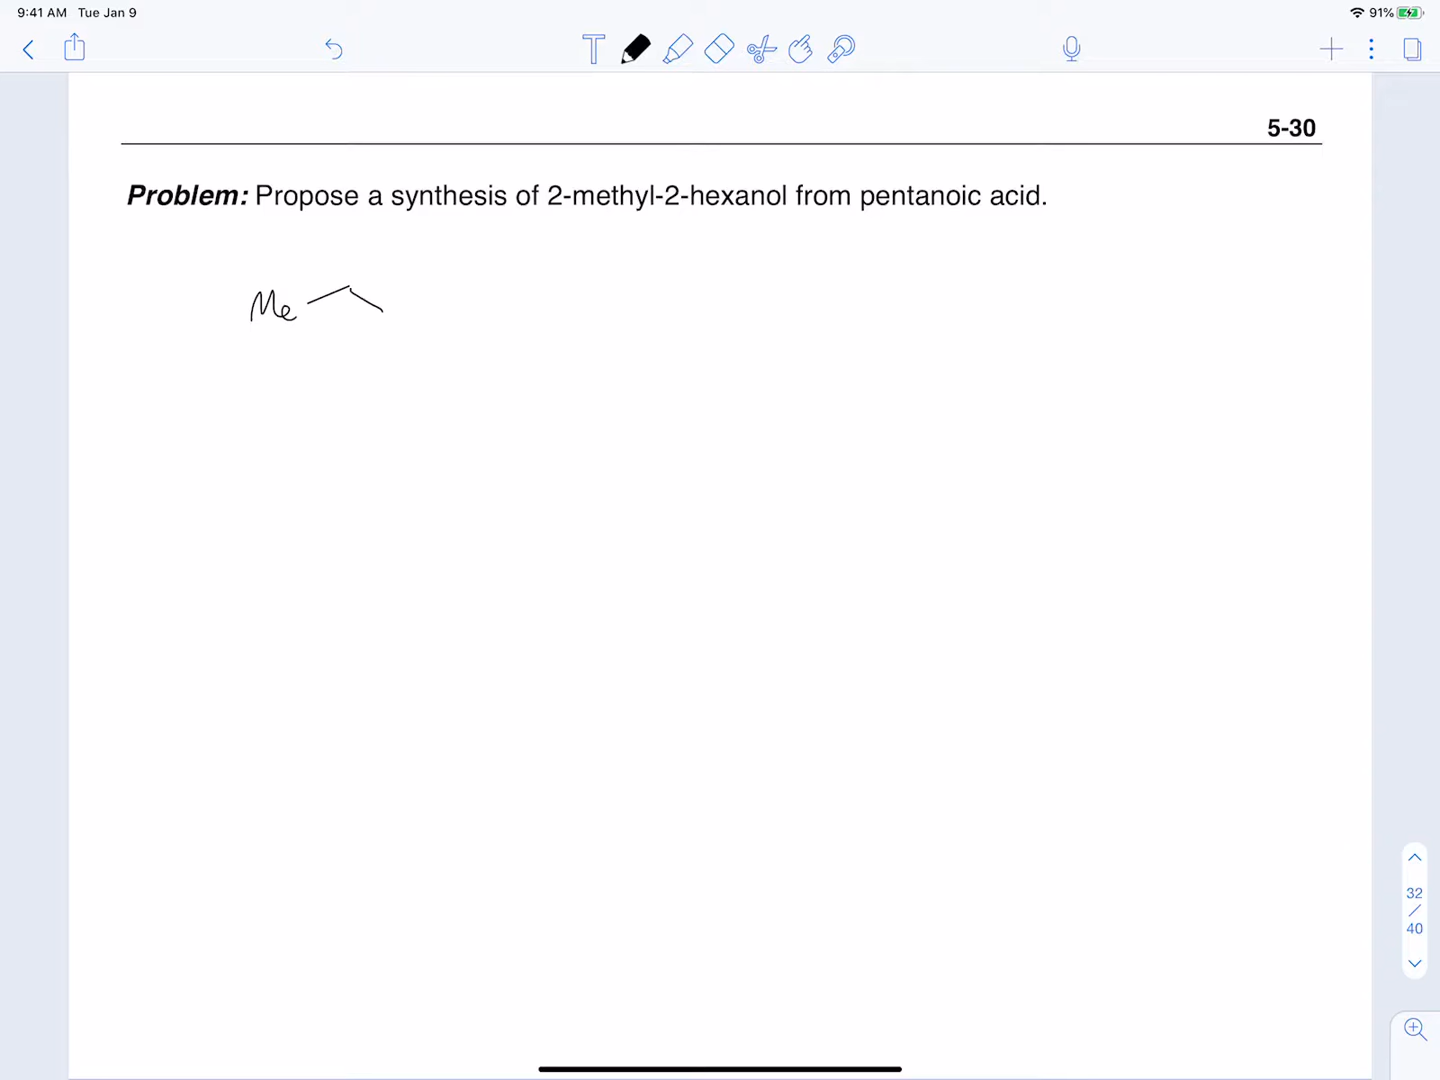 9:41 AM Tue Jan 9
91%
T
5-30
Problem: Propose a synthesis of 2-methyl-2-hexanol from pentanoic acid.
Me
32
/
40